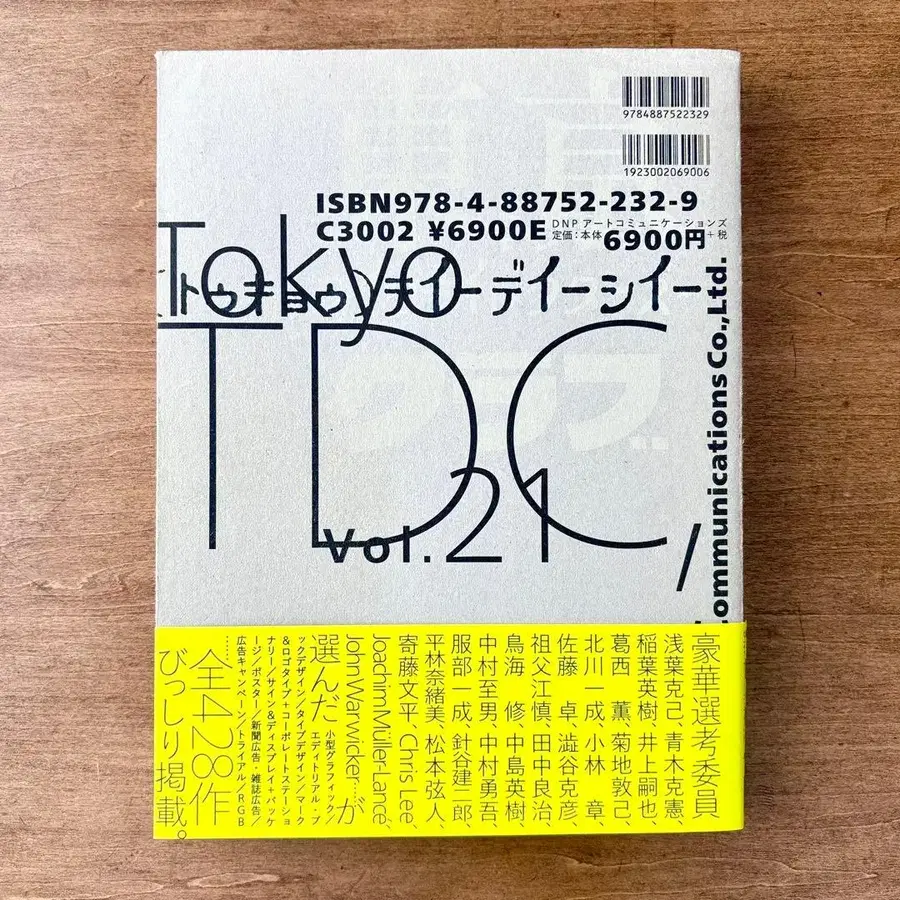 9784887522329
1923002069006
ISBN978-4-88752-232-9
C3002 ¥6900E
DNP アートコミュニケーションズ
定価:本体6900円+税
Tokyo
トウキョウ
ティーディーシー
TDC,
Vol.21
ommunications Co.,Ltd.
クラブ
豪華選考委員
浅葉克己、青木克憲、
稲葉英樹、井上嗣也、
葛西 薫、菊地敦己、
北川一成、小林 章、
佐藤 卓、澁谷克彦、
祖父江慎、田中良治、
鳥海 修、中島英樹、
中村至男、中村勇吾、
服部一成、針谷建二郎、
平林奈緒美、松本弦人、
寄藤文平、Chris Lee、
Joachim Müller-Lancé、
John Warwicker……が
選んだ
小型グラフィック/
エディトリアル・ブ
ックデザイン/タイプデザイン/マーク
&ロゴタイプ+コーポレートステーショ
ナリー/サイン&ディスプレイ+パッケ
ージ/ポスター/新聞広告・雑誌広告/
広告キャンペーン/トライアル/RGB
……全428作
びっしり掲載。